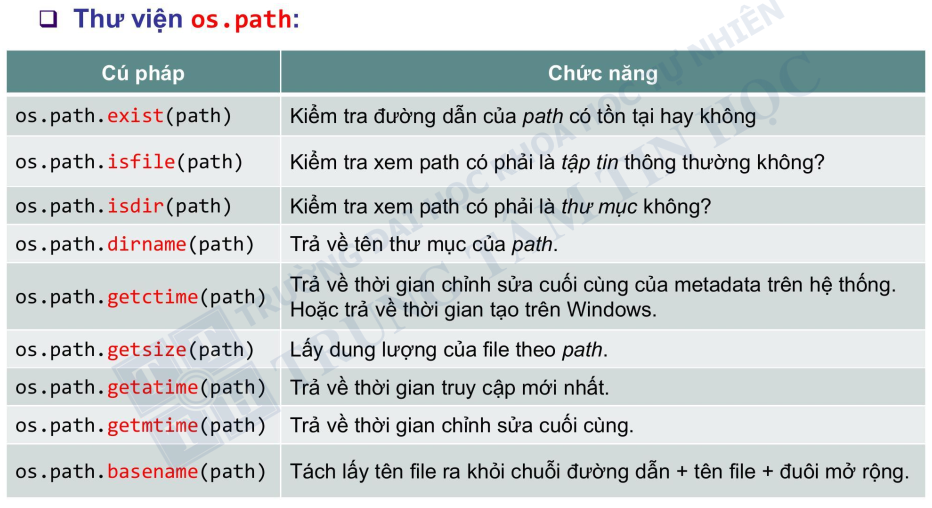 ❑ Thư viện os.path:
Cú pháp Chức năng
os.path.exist(path) Kiểm tra đường dẫn của path có tồn tại hay không
os.path.isfile(path) Kiểm tra xem path có phải là tập tin thông thường không?
os.path.isdir(path) Kiểm tra xem path có phải là thư mục không?
os.path.dirname(path) Trả về tên thư mục của path.
os.path.getctime(path) Trả về thời gian chỉnh sửa cuối cùng của metadata trên hệ thống.
Hoặc trả về thời gian tạo trên Windows.
os.path.getsize(path) Lấy dung lượng của file theo path.
os.path.getatime(path) Trả về thời gian truy cập mới nhất.
os.path.getmtime(path) Trả về thời gian chỉnh sửa cuối cùng.
os.path.basename(path) Tách lấy tên file ra khỏi chuỗi đường dẫn + tên file + đuôi mở rộng.
TRƯỜNG ĐẠI HỌC KHOA HỌC TỰ NHIÊN
TRUNG TÂM TIN HỌC